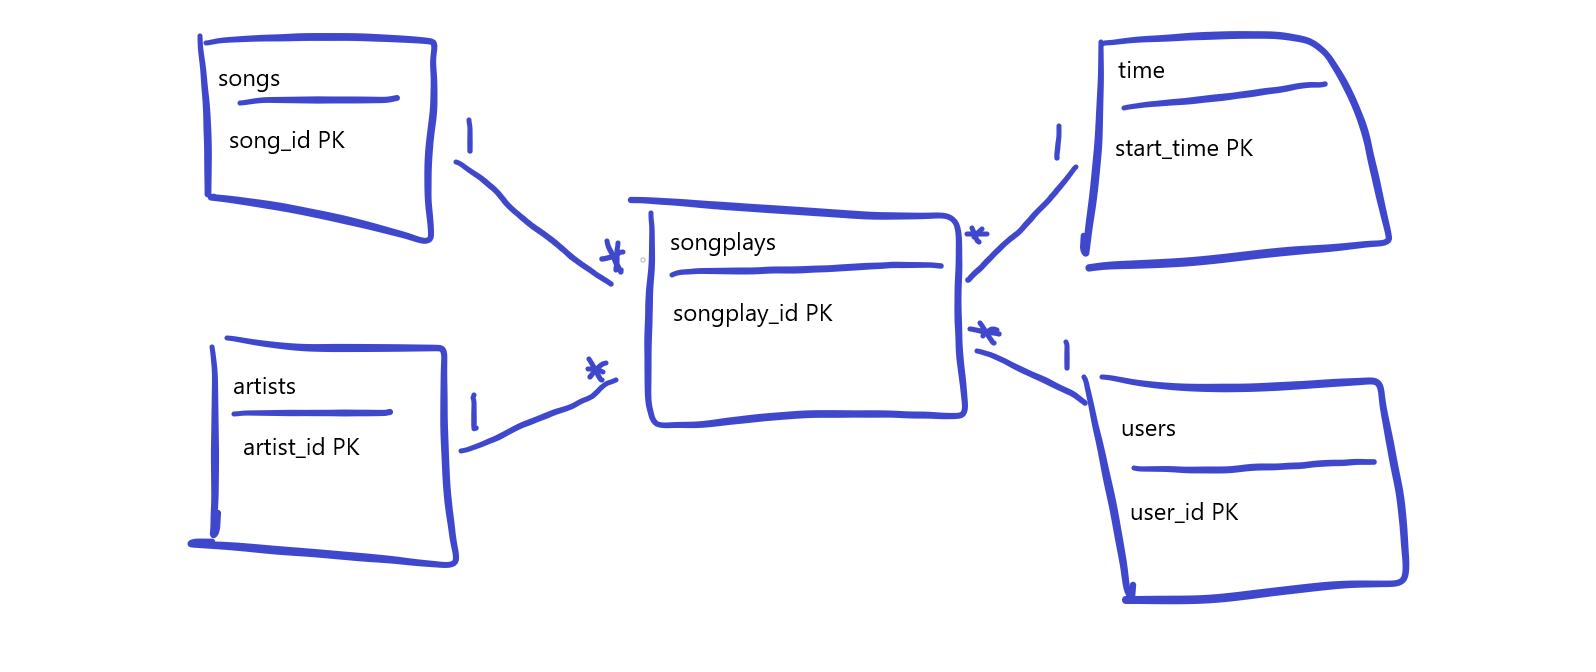 songs
song_id PK
1
*
artists
artist_id PK
1
*
songplays
songplay_id PK
time
start_time PK
1
*
users
user_id PK
1
*